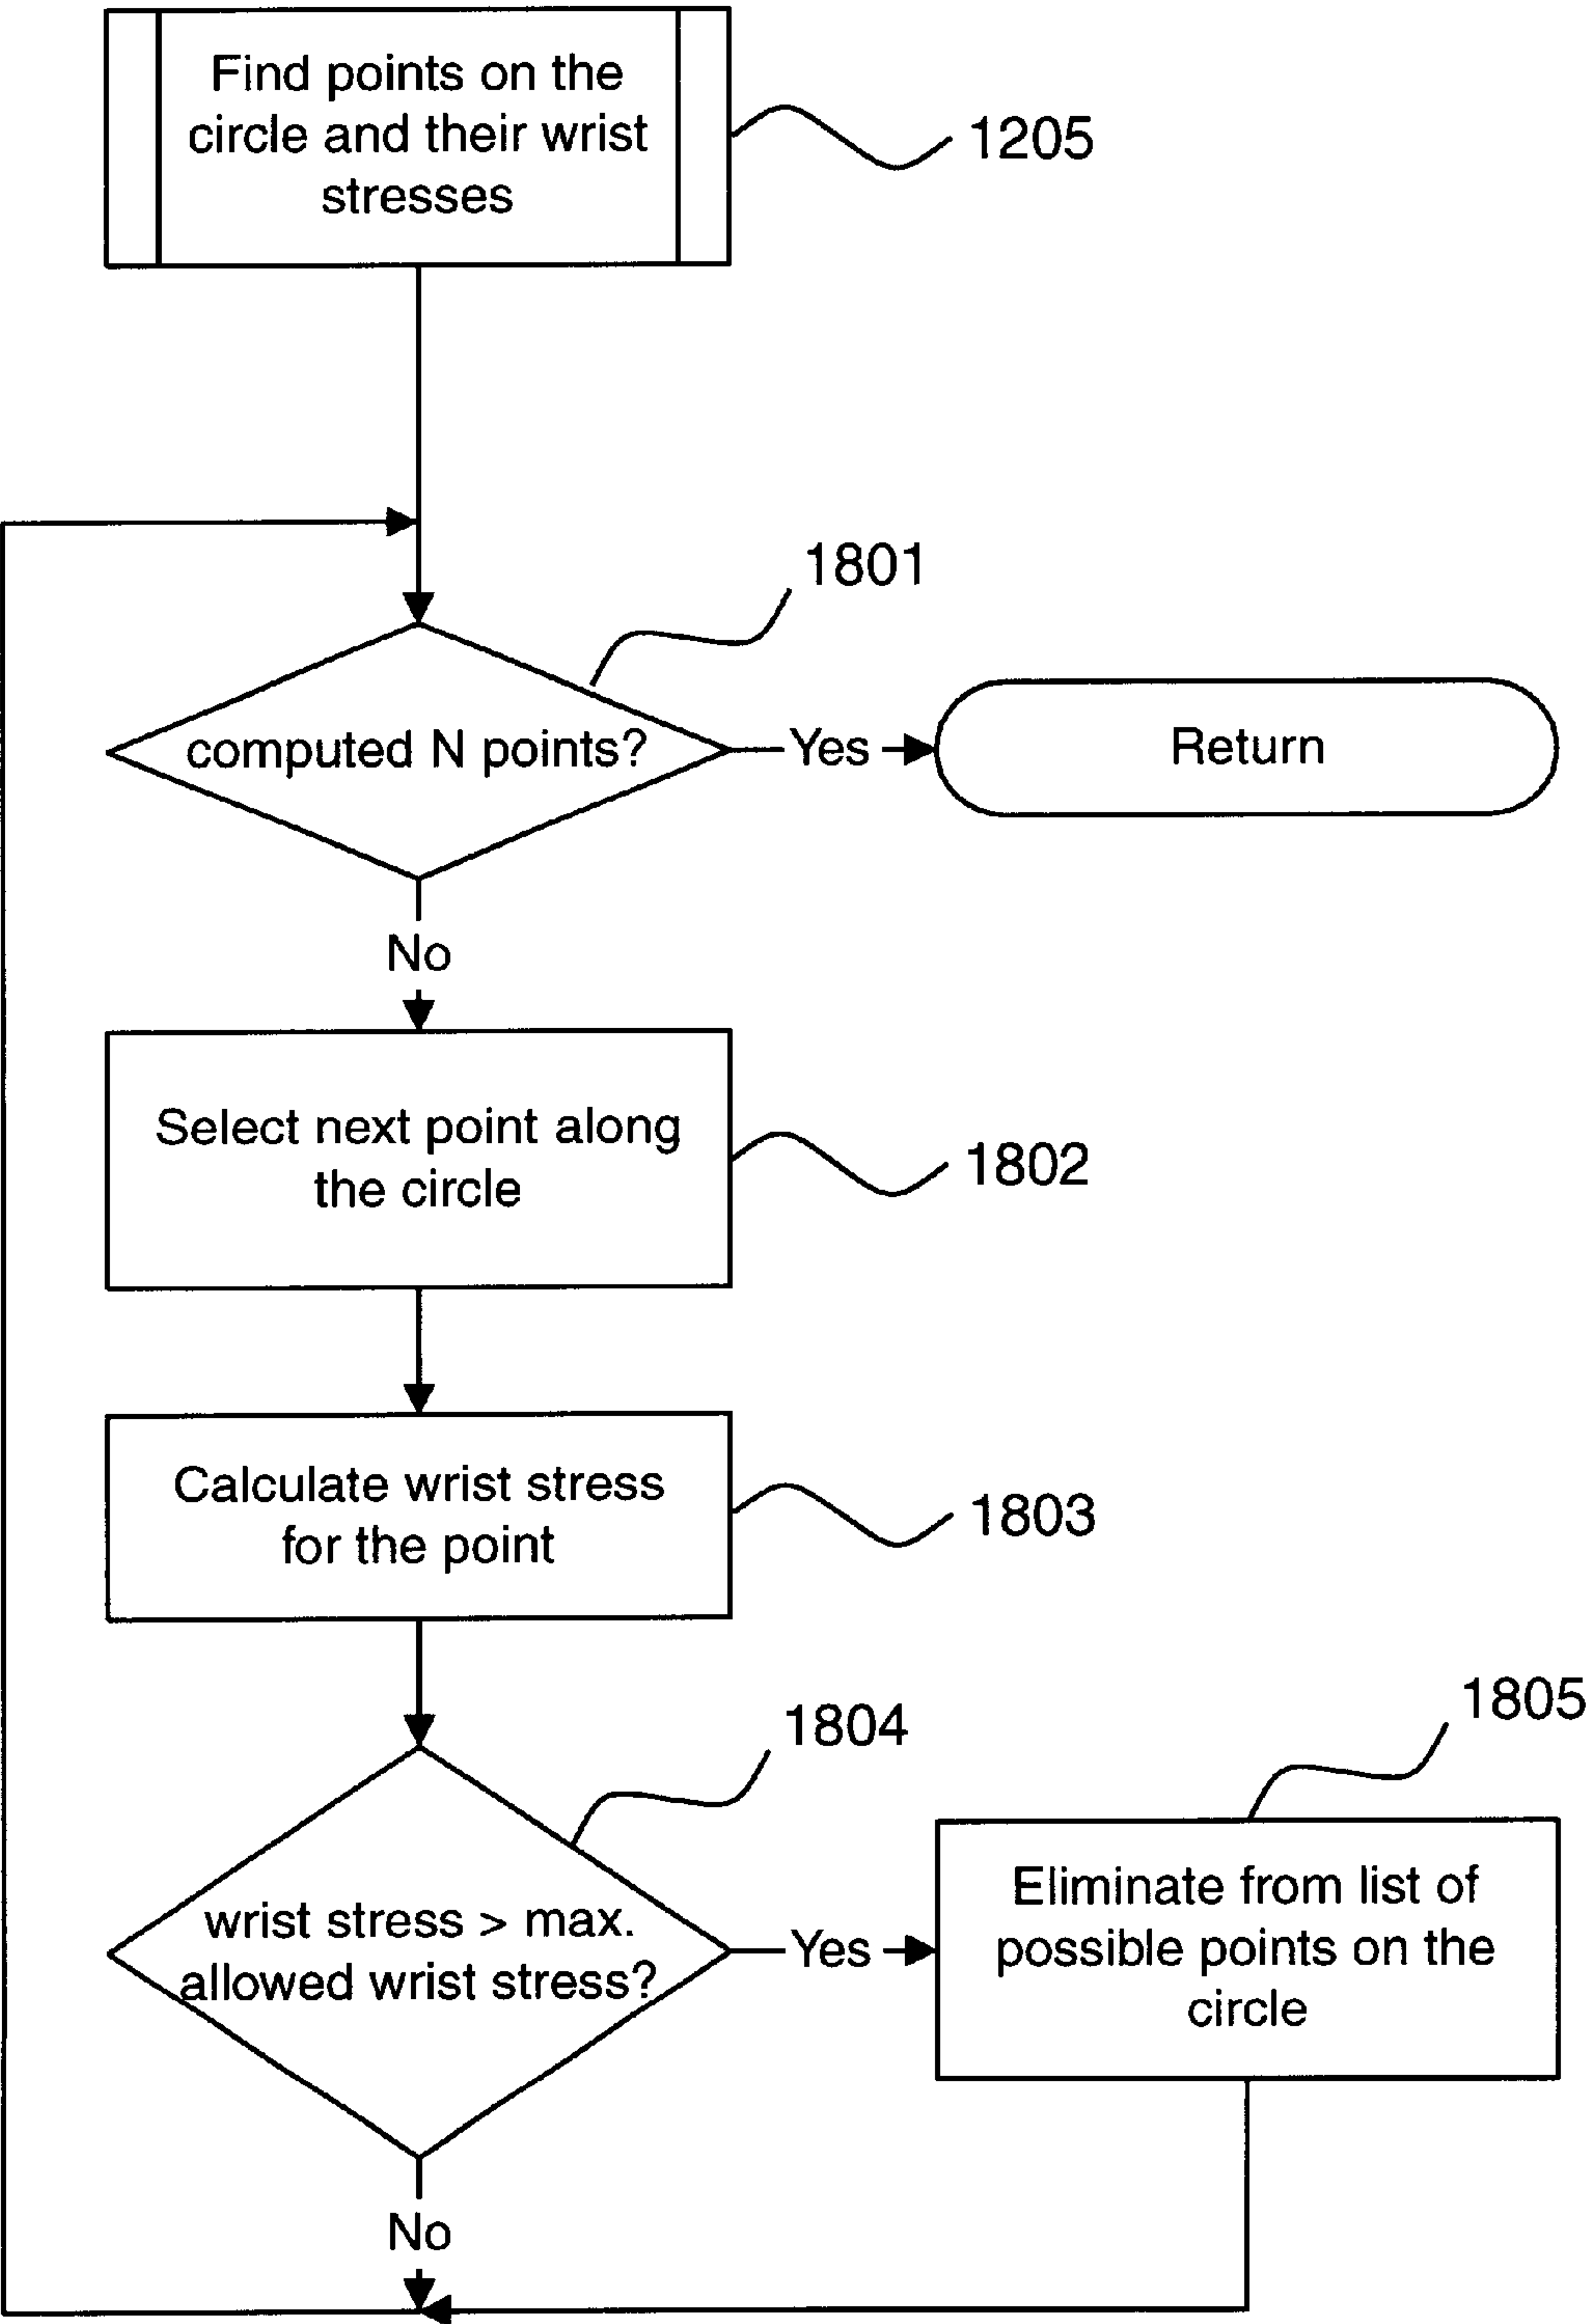 Find points on the
circle and their wrist
stresses
1205
1801
computed N points?
Yes
Return
No
Select next point along
the circle
1802
Calculate wrist stress
for the point
1803
1804
1805
wrist stress > max.
allowed wrist stress?
Yes
Eliminate from list of
possible points on the
circle
No